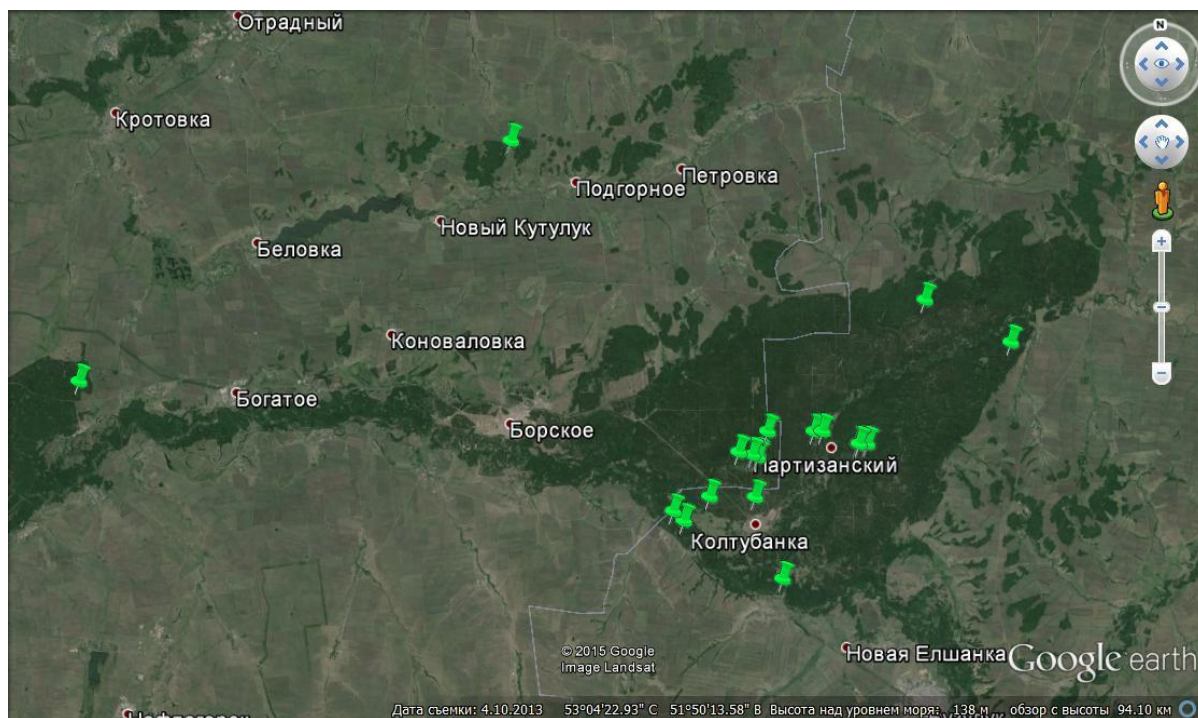 Отрадный
N
Кротовка
Петровка
Подгорное
Новый Кутулук
Беловка
Коноваловка
Богатое
Борское
Партизанский
Колтубанка
© 2015 Google
Image Landsat
Новая Елшанка
Google earth
Дата съемки: 4.10.2013 53°04'22.93" С 51°50'13.58" В Высота над уровнем моря: 138 м обзор с высоты 94.10 км